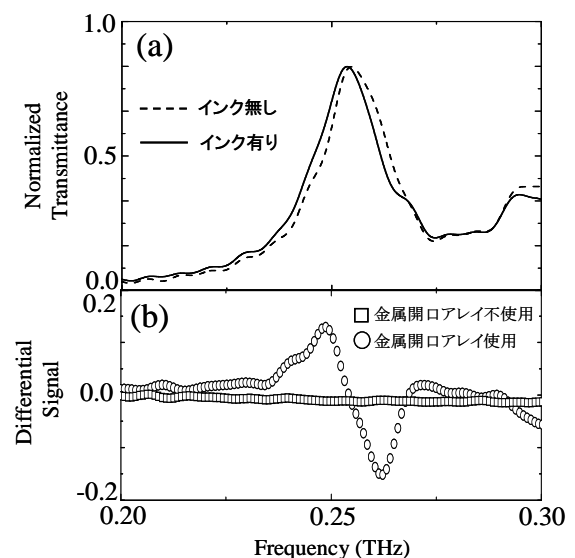 1.0
(a)
インク無し
インク有り
Normalized
Transmittance
0.5
0.0
0.2
(b)
金属開口アレイ不使用
金属開口アレイ使用
Differential
Signal
0.0
-0.2
0.20
0.25
0.30
Frequency (THz)